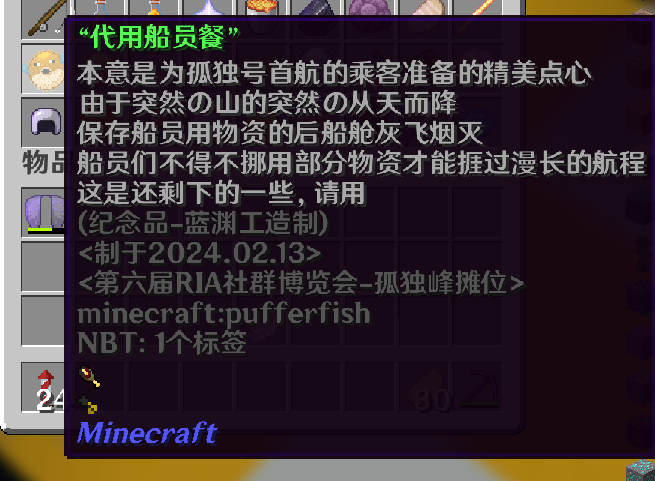 “代用船员餐”
本意是为孤独号首航的乘客准备的精美点心
由于突然の山的突然の从天而降
保存船员用物资的后船舱灰飞烟灭
船员们不得不挪用部分物资才能捱过漫长的航程
这是还剩下的一些，请用
(纪念品-蓝渊工造制)
<制于2024.02.13>
<第六届RIA社群博览会-孤独峰摊位>
minecraft:pufferfish
NBT: 1个标签
Minecraft
物品
24
30